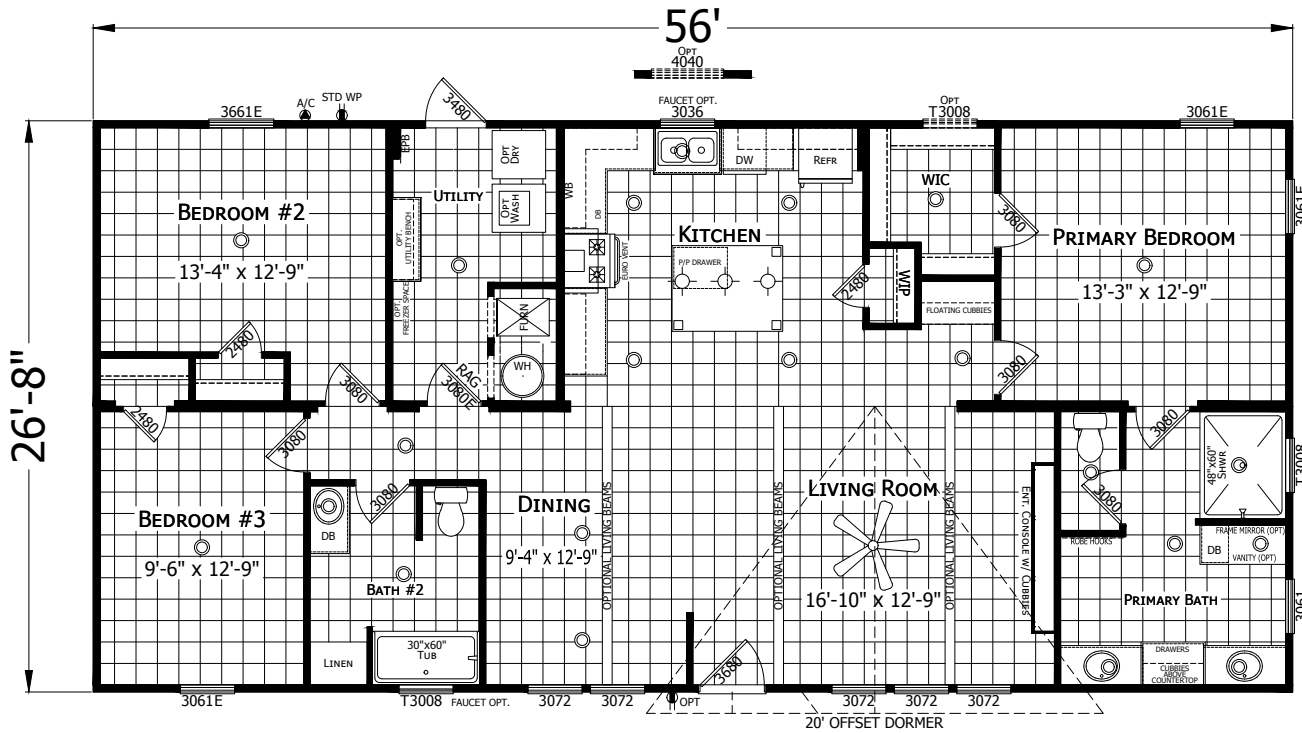 56'
OPT
4040
3661E
A/C
STD WP
3480
FAUCET OPT.
3036
OPT
T3008
3061E
26'-8"
BEDROOM #2
13'-4" x 12'-9"
2480
3080
EPB
UTILITY
OPT
DRY
OPT
WASH
OPT.
UTILITY BENCH
OPT.
FREEZER SPACE
FURN
WH
RAG
3080E
WB
DB
DW
REFR
EURO VENT
KITCHEN
P/P DRAWER
2480
WIP
WIC
3080
FLOATING CUBBIES
3080
PRIMARY BEDROOM
13'-3" x 12'-9"
3061E
2480
3080
BEDROOM #3
9'-6" x 12'-9"
3061E
3080
DB
BATH #2
LINEN
30"x60"
TUB
T3008
FAUCET OPT.
DINING
9'-4" x 12'-9"
3072
3072
OPT
OPTIONAL LIVING BEAMS
OPTIONAL LIVING BEAMS
OPTIONAL LIVING BEAMS
LIVING ROOM
16'-10" x 12'-9"
ENT. CONSOLE W/ CUBBIES
3680
3072
3072
3072
20' OFFSET DORMER
3080
3080
48"x60"
SHWR
T3008
ROBE HOOKS
FRAME MIRROR (OPT)
DB
VANITY (OPT)
PRIMARY BATH
3061
DRAWERS
CUBBIES
ABOVE
COUNTERTOP